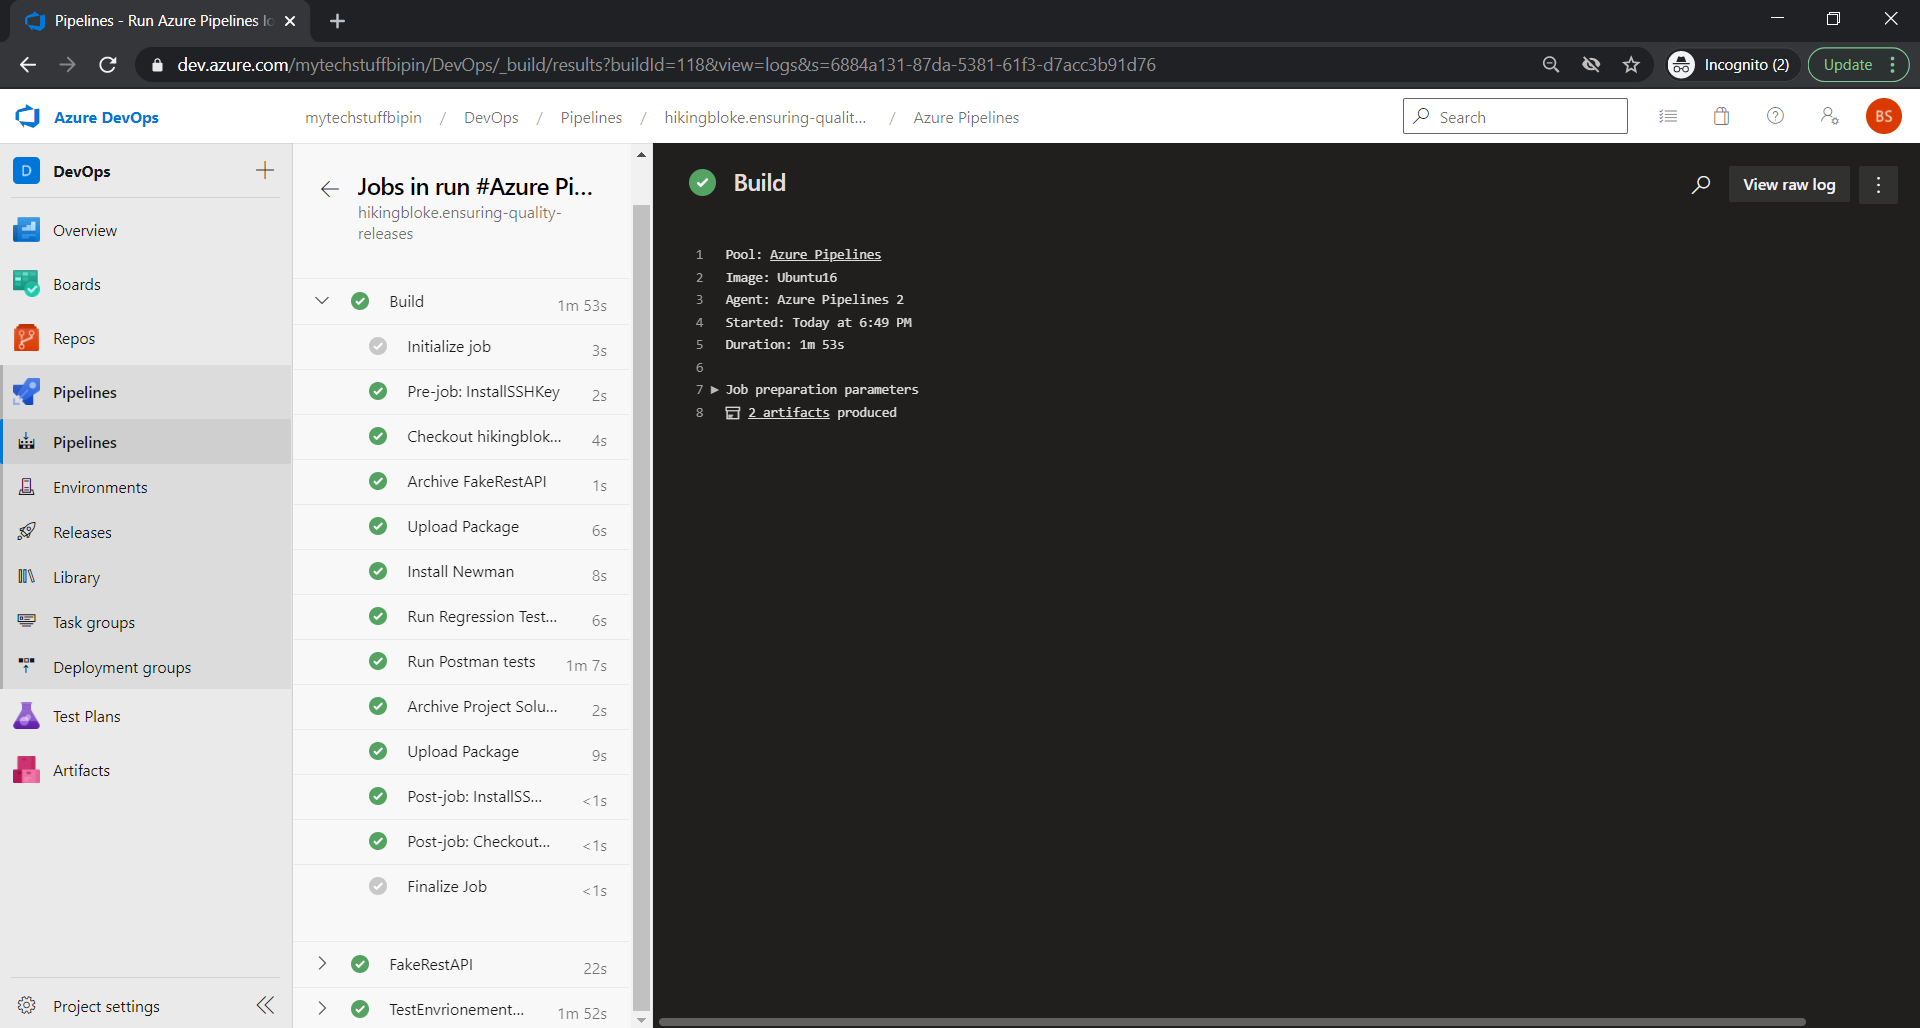 Pipelines - Run Azure Pipelines lo
dev.azure.com/mytechstuffbipin/DevOps/_build/results?buildId=118&view=logs&s=6884a131-87da-5381-61f3-d7acc3b91d76
Incognito (2)
Update
Azure DevOps
mytechstuffbipin / DevOps / Pipelines / hikingbloke.ensuring-qualit... / Azure Pipelines
Search
BS
D DevOps
Overview
Boards
Repos
Pipelines
Pipelines
Environments
Releases
Library
Task groups
Deployment groups
Test Plans
Artifacts
Project settings
Jobs in run #Azure Pi...
hikingbloke.ensuring-quality-
releases
Build 1m 53s
Initialize job 3s
Pre-job: InstallSSHKey 2s
Checkout hikingblok... 4s
Archive FakeRestAPI 1s
Upload Package 6s
Install Newman 8s
Run Regression Test... 6s
Run Postman tests 1m 7s
Archive Project Solu... 2s
Upload Package 9s
Post-job: InstallSS... <1s
Post-job: Checkout... <1s
Finalize Job <1s
FakeRestAPI 22s
TestEnvrionement... 1m 52s
Build
View raw log
1 Pool: Azure Pipelines
2 Image: Ubuntu16
3 Agent: Azure Pipelines 2
4 Started: Today at 6:49 PM
5 Duration: 1m 53s
6
7 Job preparation parameters
8 2 artifacts produced